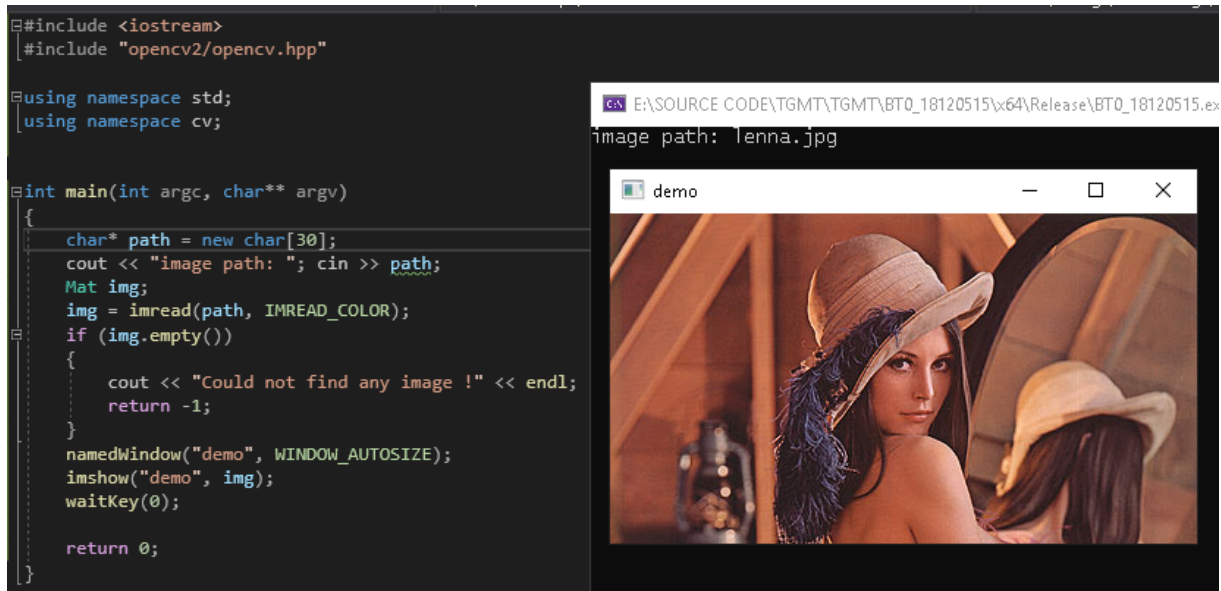 #include <iostream>
#include "opencv2/opencv.hpp"
using namespace std;
using namespace cv;
int main(int argc, char** argv)
{
char* path = new char[30];
cout << "image path: "; cin >> path;
Mat img;
img = imread(path, IMREAD_COLOR);
if (img.empty())
{
cout << "Could not find any image !" << endl;
return -1;
}
namedWindow("demo", WINDOW_AUTOSIZE);
imshow("demo", img);
waitKey(0);
return 0;
}
E:\SOURCE CODE\TGMT\TGMT\BT0_18120515\x64\Release\BT0_18120515.ex
image path: lenna.jpg
demo